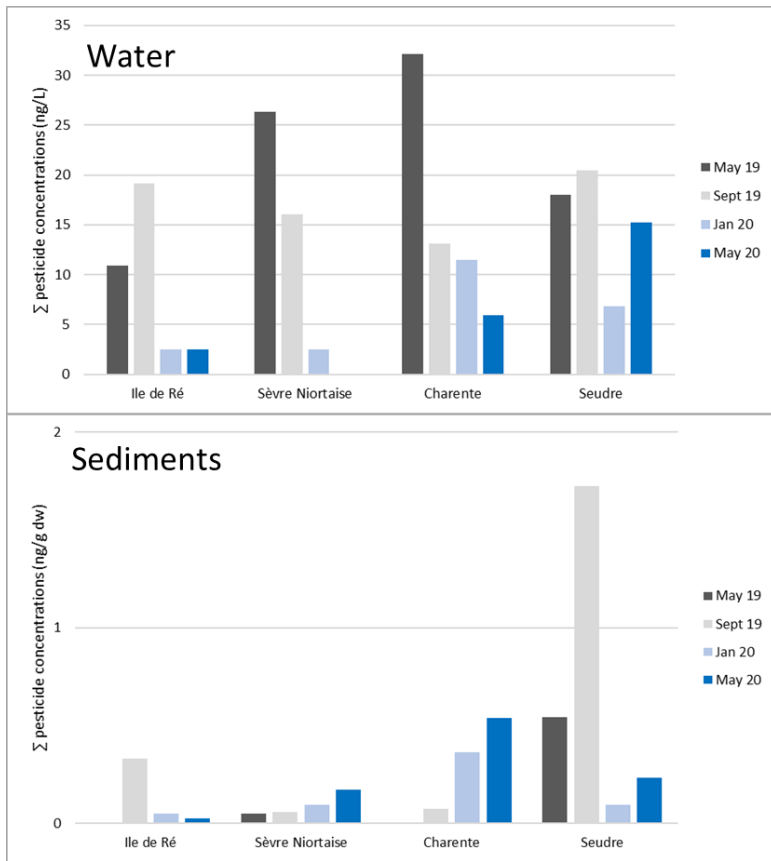 Water
∑ pesticide concentrations (ng/L)
35
30
25
20
15
10
5
0
Ile de Ré
Sèvre Niortaise
Charente
Seudre
May 19
Sept 19
Jan 20
May 20
Sediments
∑ pesticide concentrations (ng/g dw)
2
1
0
Ile de Ré
Sèvre Niortaise
Charente
Seudre
May 19
Sept 19
Jan 20
May 20